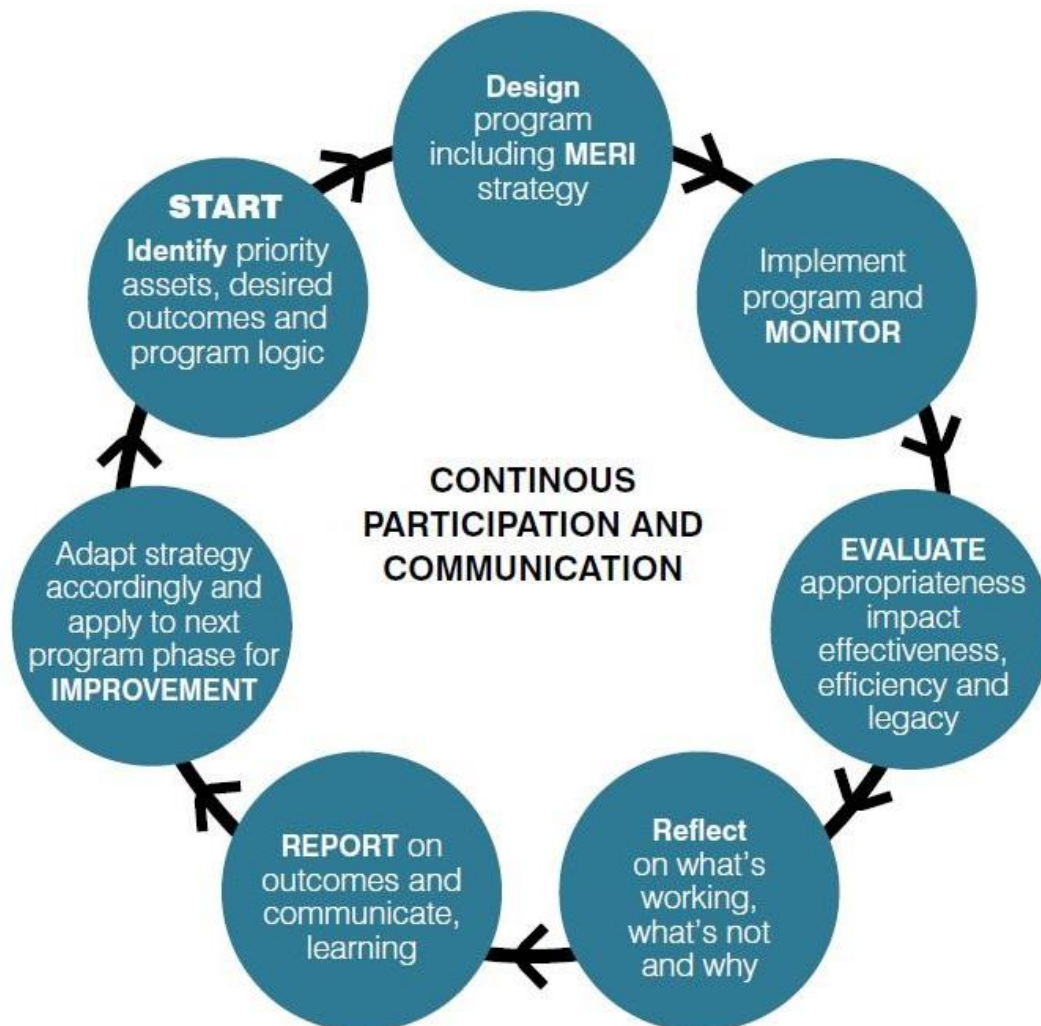 START
Identify priority
assets, desired
outcomes and
program logic
Design
program
including MERI
strategy
Implement
program and
MONITOR
EVALUATE
appropriateness
impact
effectiveness,
efficiency and
legacy
Reflect
on what's
working,
what's not
and why
REPORT on
outcomes and
communicate,
learning
Adapt strategy
accordingly and
apply to next
program phase for
IMPROVEMENT
CONTINOUS
PARTICIPATION AND
COMMUNICATION